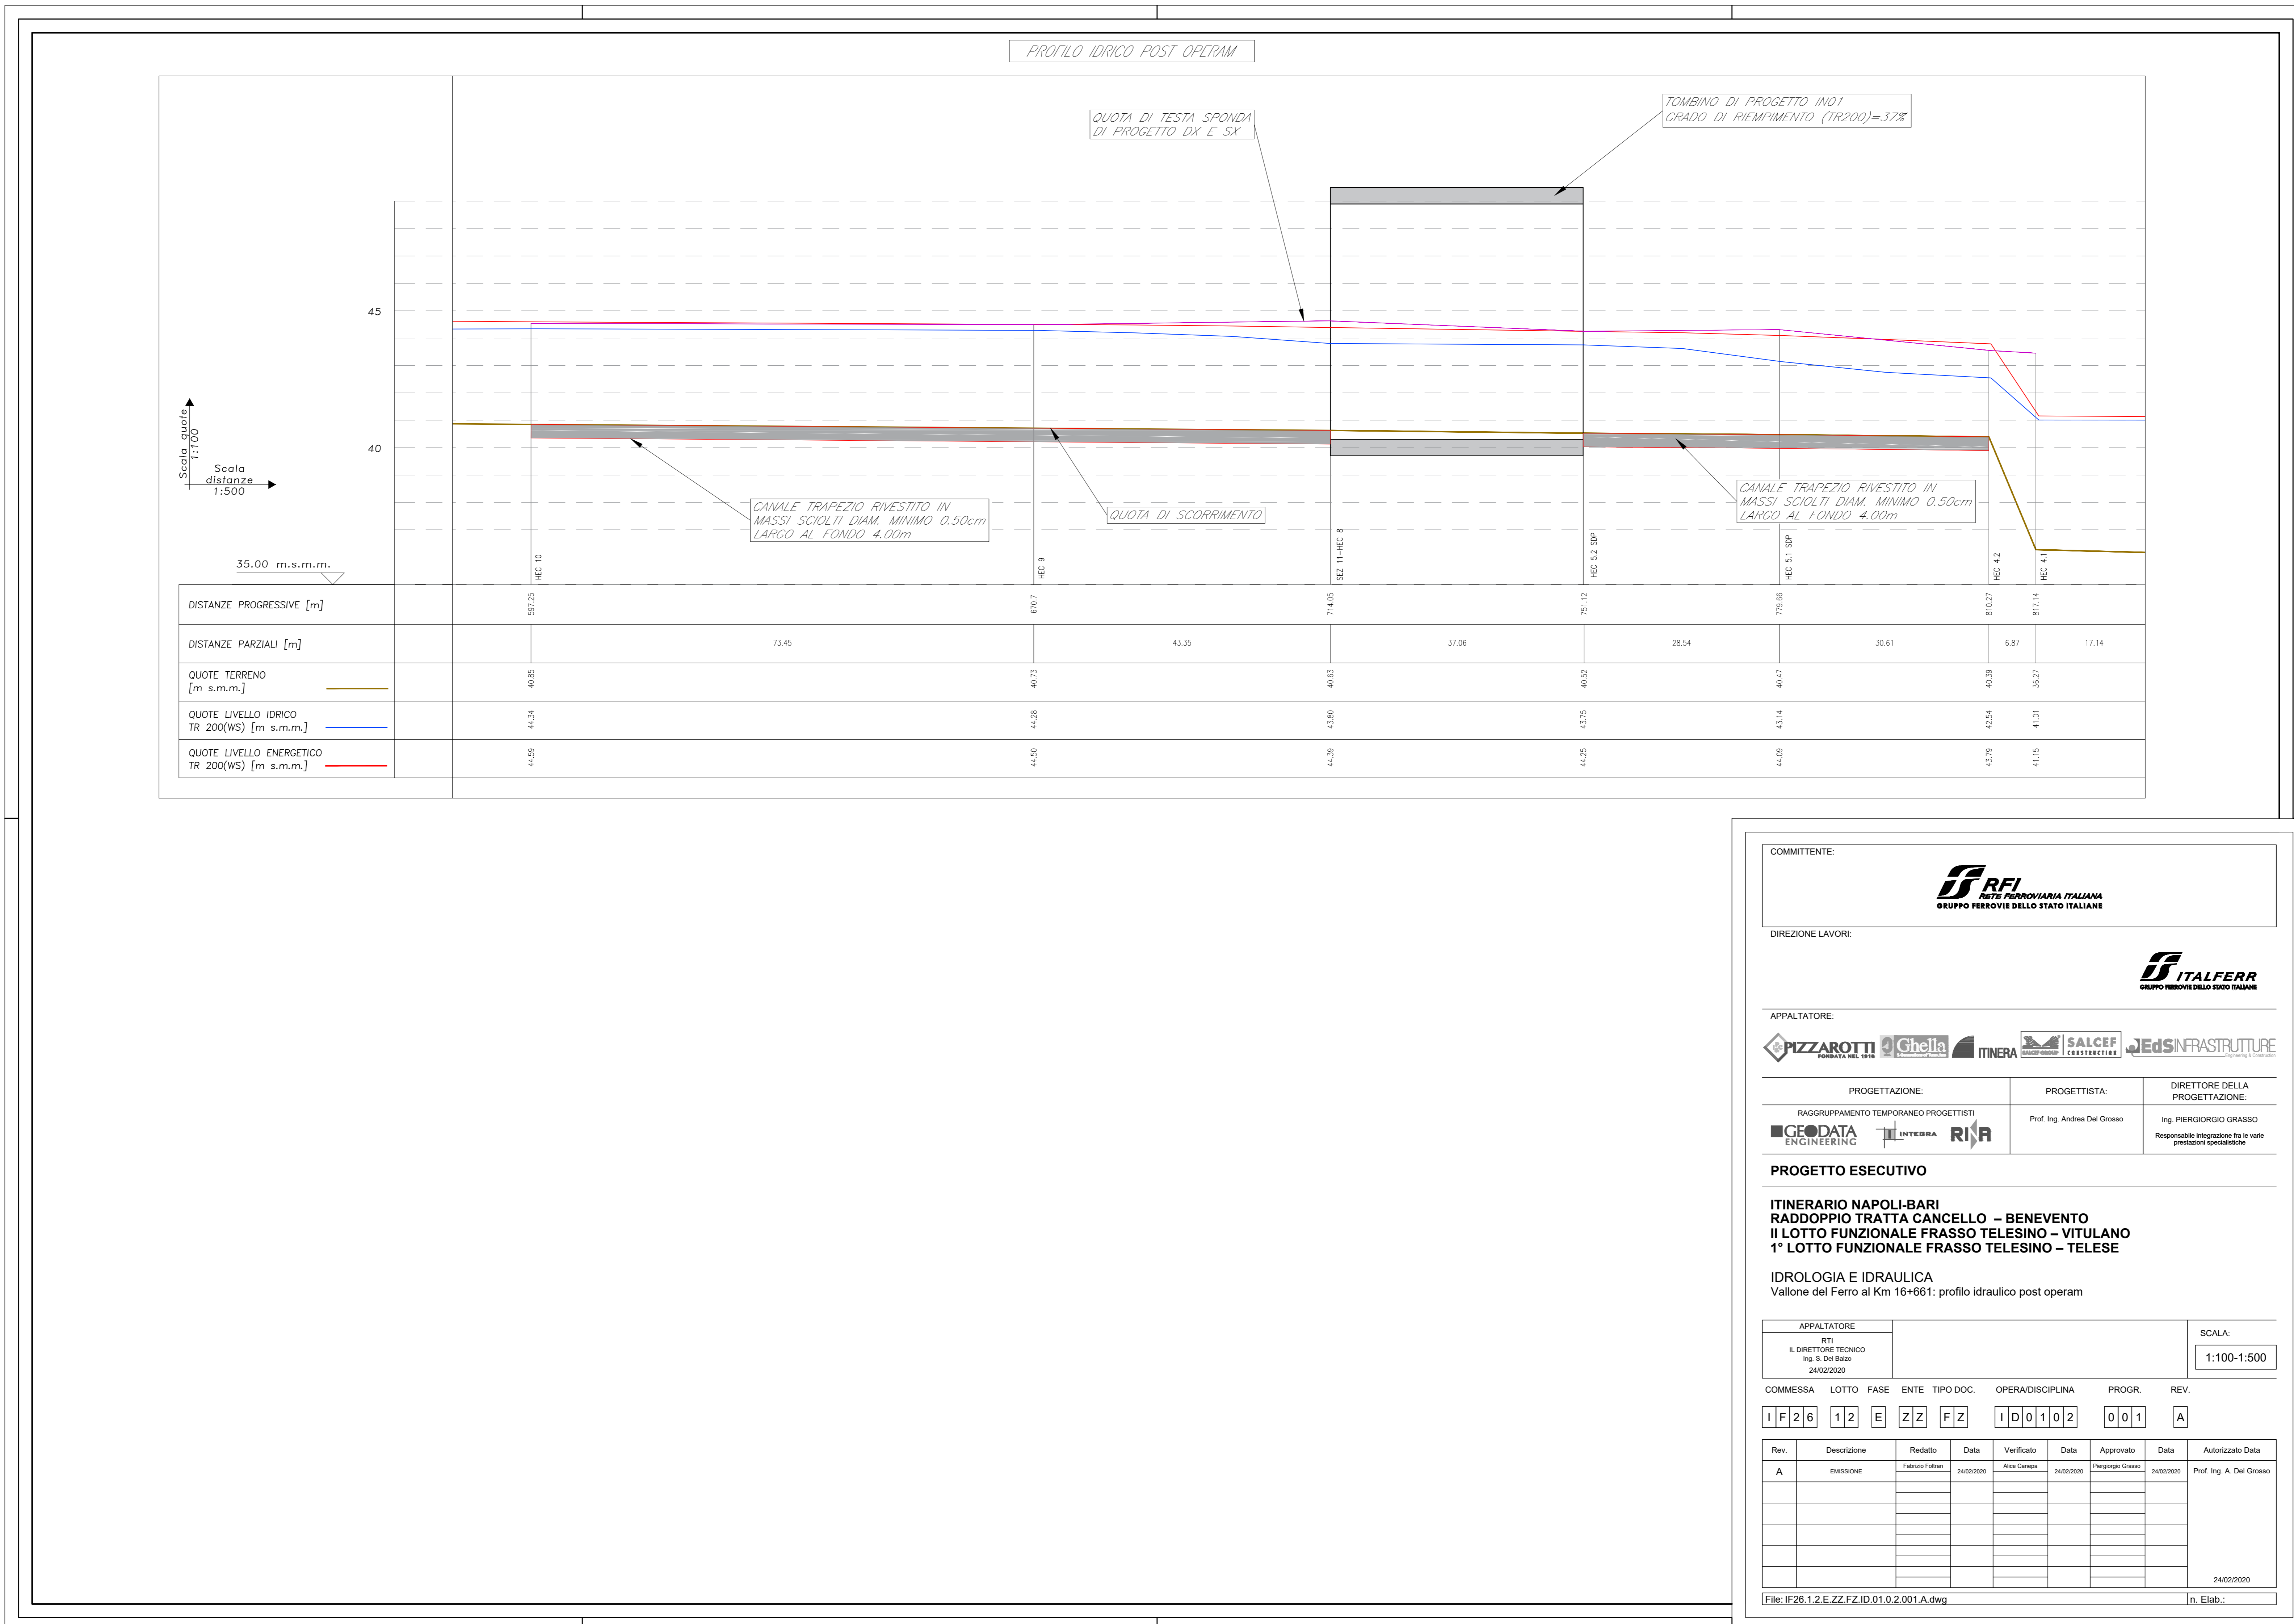 PROFILO IDRICO POST OPERAM
QUOTA DI TESTA SPONDA
DI PROGETTO DX E SX
TOMBINO DI PROGETTO IN01
GRADO DI RIEMPIMENTO (TR200)=37%
45
40
Scala quote
1:100
Scala
distanze
1:500
CANALE TRAPEZIO RIVESTITO IN
MASSI SCIOLTI DIAM. MINIMO 0.50cm
LARGO AL FONDO 4.00m
QUOTA DI SCORRIMENTO
CANALE TRAPEZIO RIVESTITO IN
MASSI SCIOLTI DIAM. MINIMO 0.50cm
LARGO AL FONDO 4.00m
35.00 m.s.m.m.
HEC 10
HEC 9
SEZ 11-HEC 8
HEC 5.2 SDP
HEC 5.1 SDP
HEC 4.2
HEC 4.1
DISTANZE PROGRESSIVE [m]
597.25 670.7 714.05 751.12 779.66 810.27 817.14
DISTANZE PARZIALI [m]
73.45 43.35 37.06 28.54 30.61 6.87 17.14
QUOTE TERRENO
[m s.m.m.]
40.85 40.73 40.63 40.52 40.47 40.39 36.27
QUOTE LIVELLO IDRICO
TR 200(WS) [m s.m.m.]
44.34 44.28 43.80 43.75 43.14 42.54 41.01
QUOTE LIVELLO ENERGETICO
TR 200(WS) [m s.m.m.]
44.59 44.50 44.39 44.25 44.09 43.79 41.15
COMMITTENTE:
RFI
RETE FERROVIARIA ITALIANA
GRUPPO FERROVIE DELLO STATO ITALIANE
DIREZIONE LAVORI:
ITALFERR
GRUPPO FERROVIE DELLO STATO ITALIANE
APPALTATORE:
PIZZAROTTI
FONDATA NEL 1910
Ghella
ITINERA
SALCEF GROUP
SALCEF
CONSTRUCTION
EdSINFRASTRUTTURE
Engineering & Construction
PROGETTAZIONE: PROGETTISTA: DIRETTORE DELLA
PROGETTAZIONE:
RAGGRUPPAMENTO TEMPORANEO PROGETTISTI
GEODATA
ENGINEERING
INTEGRA
RINA
Prof. Ing. Andrea Del Grosso
Ing. PIERGIORGIO GRASSO
Responsabile integrazione fra le varie
prestazioni specialistiche
PROGETTO ESECUTIVO
ITINERARIO NAPOLI-BARI
RADDOPPIO TRATTA CANCELLO – BENEVENTO
II LOTTO FUNZIONALE FRASSO TELESINO – VITULANO
1° LOTTO FUNZIONALE FRASSO TELESINO – TELESE
IDROLOGIA E IDRAULICA
Vallone del Ferro al Km 16+661: profilo idraulico post operam
APPALTATORE
RTI
IL DIRETTORE TECNICO
Ing. S. Del Balzo
24/02/2020
SCALA:
1:100-1:500
COMMESSA LOTTO FASE ENTE TIPO DOC. OPERA/DISCIPLINA PROGR. REV.
I F 2 6 1 2 E Z Z F Z I D 0 1 0 2 0 0 1 A
Rev. Descrizione Redatto Data Verificato Data Approvato Data Autorizzato Data
A EMISSIONE Fabrizio Foltran 24/02/2020 Alice Canepa 24/02/2020 Piergiorgio Grasso 24/02/2020 Prof. Ing. A. Del Grosso
24/02/2020
File: IF26.1.2.E.ZZ.FZ.ID.01.0.2.001.A.dwg n. Elab.: